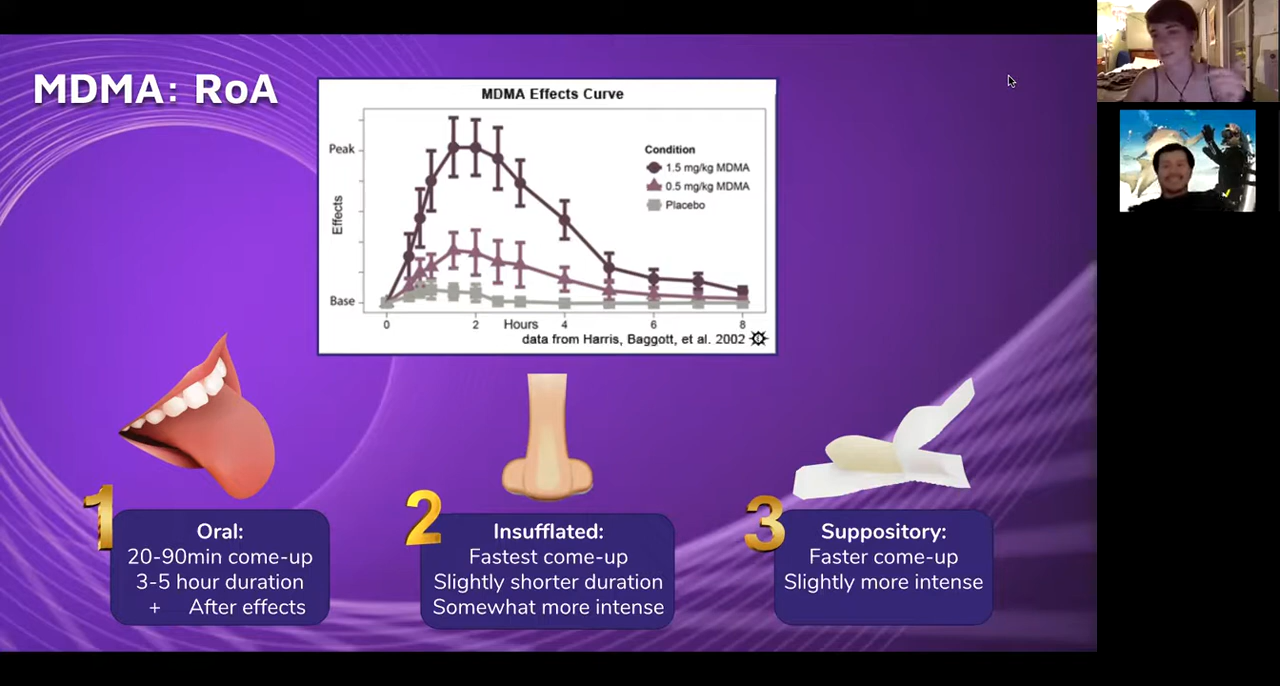 MDMA: RoA
MDMA Effects Curve
Peak
Effects
Base
Condition
1.5 mg/kg MDMA
0.5 mg/kg MDMA
Placebo
0
2
Hours
4
6
8
data from Harris, Baggott, et al. 2002
1
Oral:
20-90min come-up
3-5 hour duration
+ After effects
2
Insufflated:
Fastest come-up
Slightly shorter duration
Somewhat more intense
3
Suppository:
Faster come-up
Slightly more intense